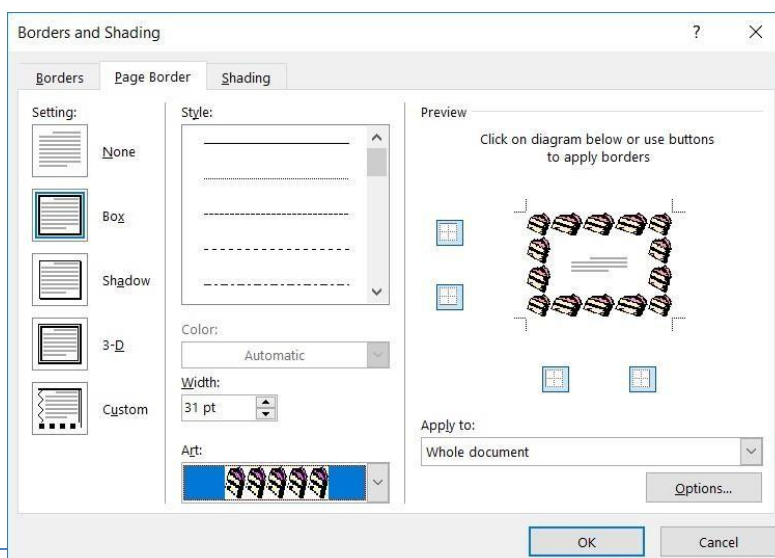 Borders and Shading
? 
Borders
Page Border
Shading
Setting:
None
Box
Shadow
3-D
Custom
Style:
Color:
Automatic
Width:
31 pt
Art:
Preview
Click on diagram below or use buttons
to apply borders
Apply to:
Whole document
Options...
OK
Cancel